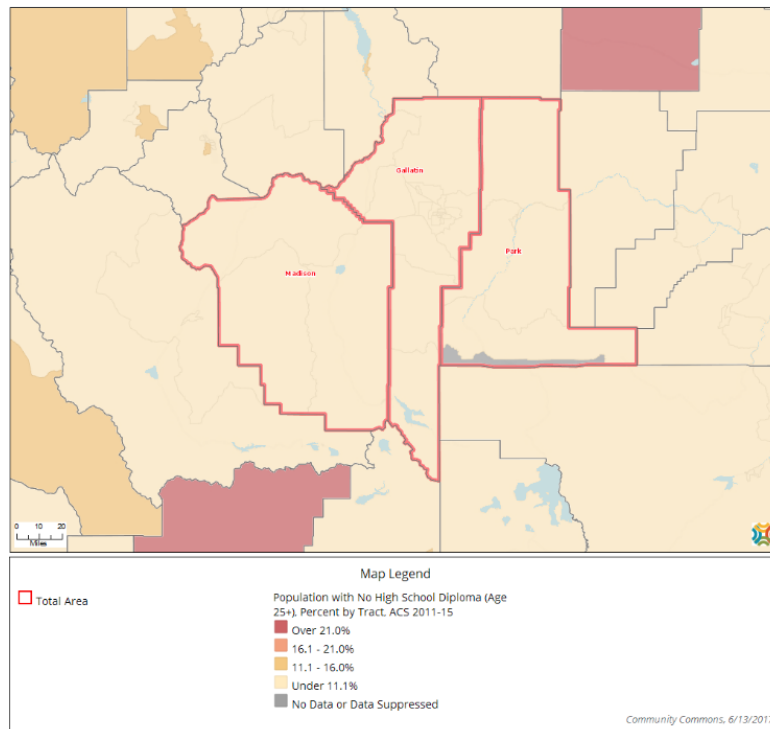 Gallatin
Park
Madison
0 10 20
Miles
Map Legend
Total Area
Population with No High School Diploma (Age
25+), Percent by Tract, ACS 2011-15
Over 21.0%
16.1 - 21.0%
11.1 - 16.0%
Under 11.1%
No Data or Data Suppressed
Community Commons, 6/13/2017